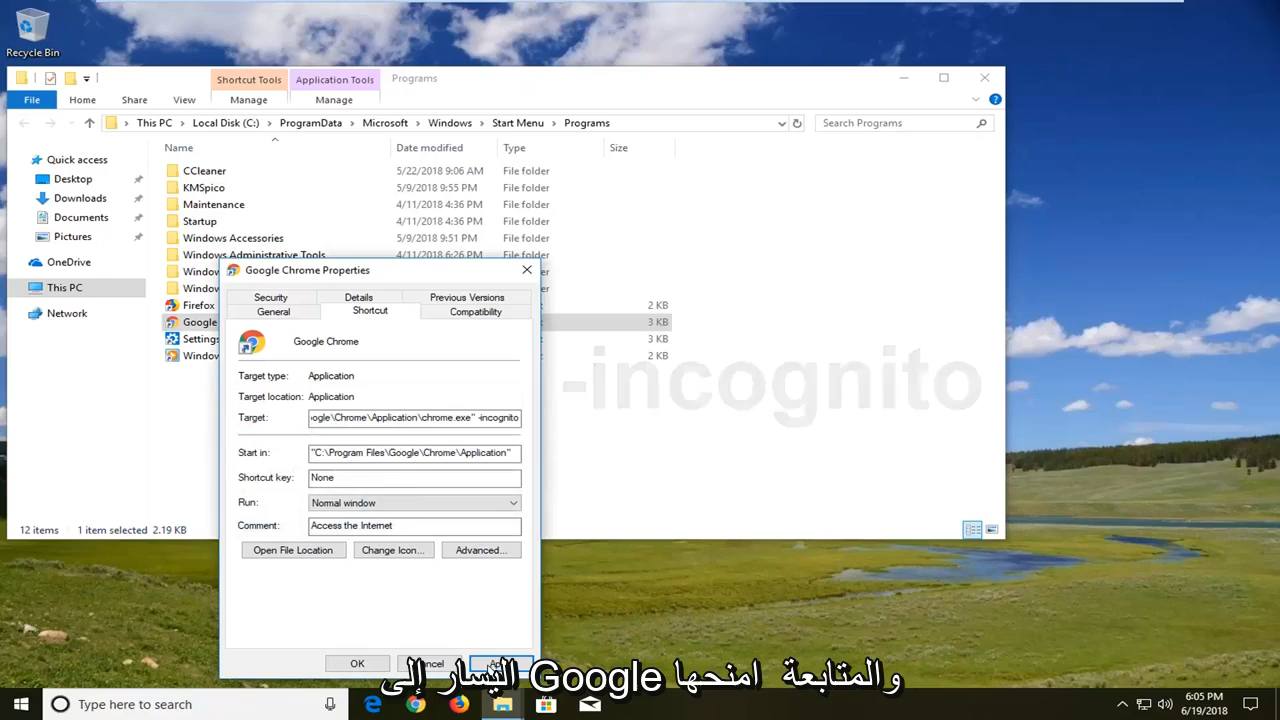 Recycle Bin
Shortcut Tools
Application Tools
Programs
File
Home
Share
View
Manage
Manage
This PC
Local Disk (C:)
ProgramData
Microsoft
Windows
Start Menu
Programs
Search Programs
Name
Date modified
Type
Size
Quick access
Desktop
Downloads
Documents
Pictures
OneDrive
This PC
Network
CCleaner 5/22/2018 9:06 AM File folder
KMSpico 5/9/2018 9:55 PM File folder
Maintenance 4/11/2018 4:36 PM File folder
Startup 4/11/2018 4:36 PM File folder
Windows Accessories 5/9/2018 9:51 PM File folder
Windows Administrative Tools 4/11/2018 6:26 PM File folder
Firefox 2 KB
Google 3 KB
Settings 3 KB
2 KB
Google Chrome Properties
Security
Details
Previous Versions
General
Shortcut
Compatibility
Google Chrome
Target type: Application
Target location: Application
Target: ogle\Chrome\Application\chrome.exe" -incognito
Start in: "C:\Program Files\Google\Chrome\Application"
Shortcut key: None
Run: Normal window
Comment: Access the Internet
Open File Location
Change Icon...
Advanced...
OK
-incognito
12 items 1 item selected 2.19 KB
والمتابعة امنحها Google اليسار إلى
Type here to search
6:05 PM
6/19/2018